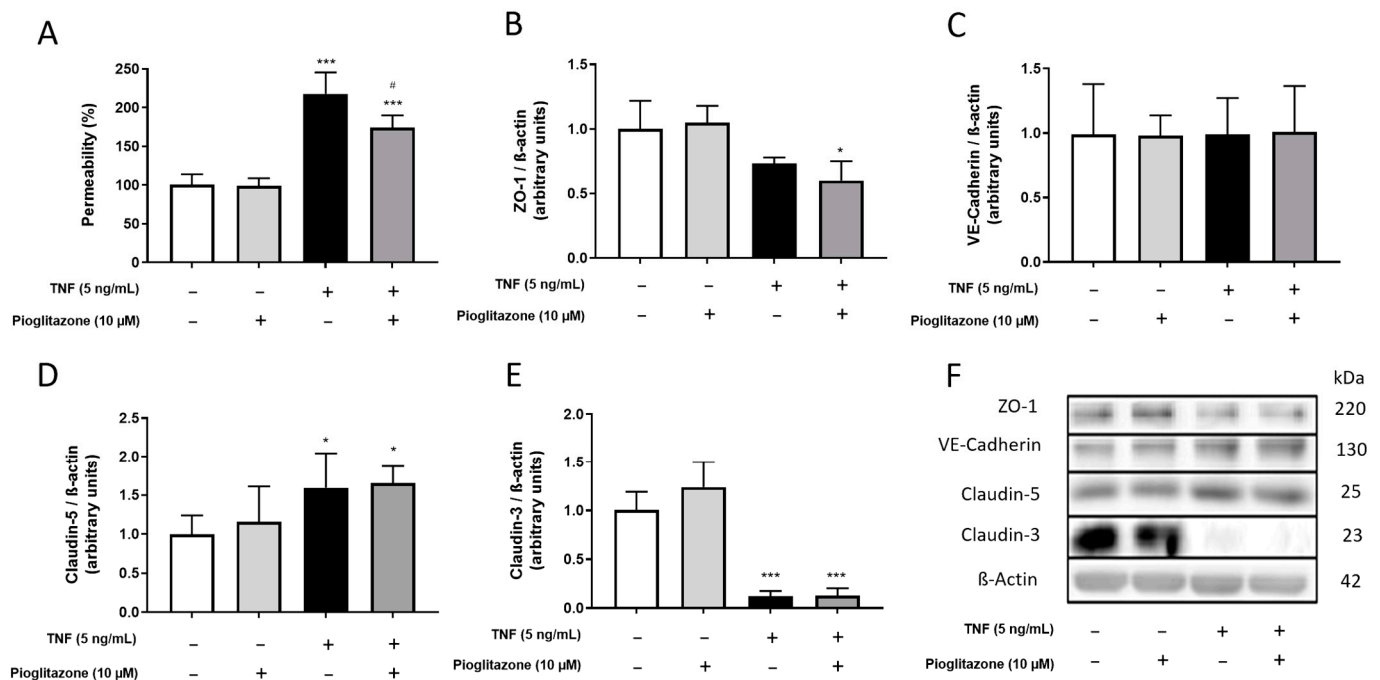 A
Permeability (%)
250
200
150
100
50
0
***
#
***
TNF (5 ng/mL) – – + +
Pioglitazone (10 µM) – + – +
B
ZO-1 / ß-actin
(arbitrary units)
1.5
1.0
0.5
0.0
*
TNF (5 ng/mL) – – + +
Pioglitazone (10 µM) – + – +
C
VE-Cadherin / ß-actin
(arbitrary units)
1.5
1.0
0.5
0.0
TNF (5 ng/mL) – – + +
Pioglitazone (10 µM) – + – +
D
Claudin-5 / ß-actin
(arbitrary units)
2.5
2.0
1.5
1.0
0.5
0.0
*
*
TNF (5 ng/mL) – – + +
Pioglitazone (10 µM) – + – +
E
Claudin-3 / ß-actin
(arbitrary units)
2.0
1.5
1.0
0.5
0.0
***
***
TNF (5 ng/mL) – – + +
Pioglitazone (10 µM) – + – +
F
kDa
ZO-1 220
VE-Cadherin 130
Claudin-5 25
Claudin-3 23
ß-Actin 42
TNF (5 ng/mL) – – + +
Pioglitazone (10 µM) – + – +